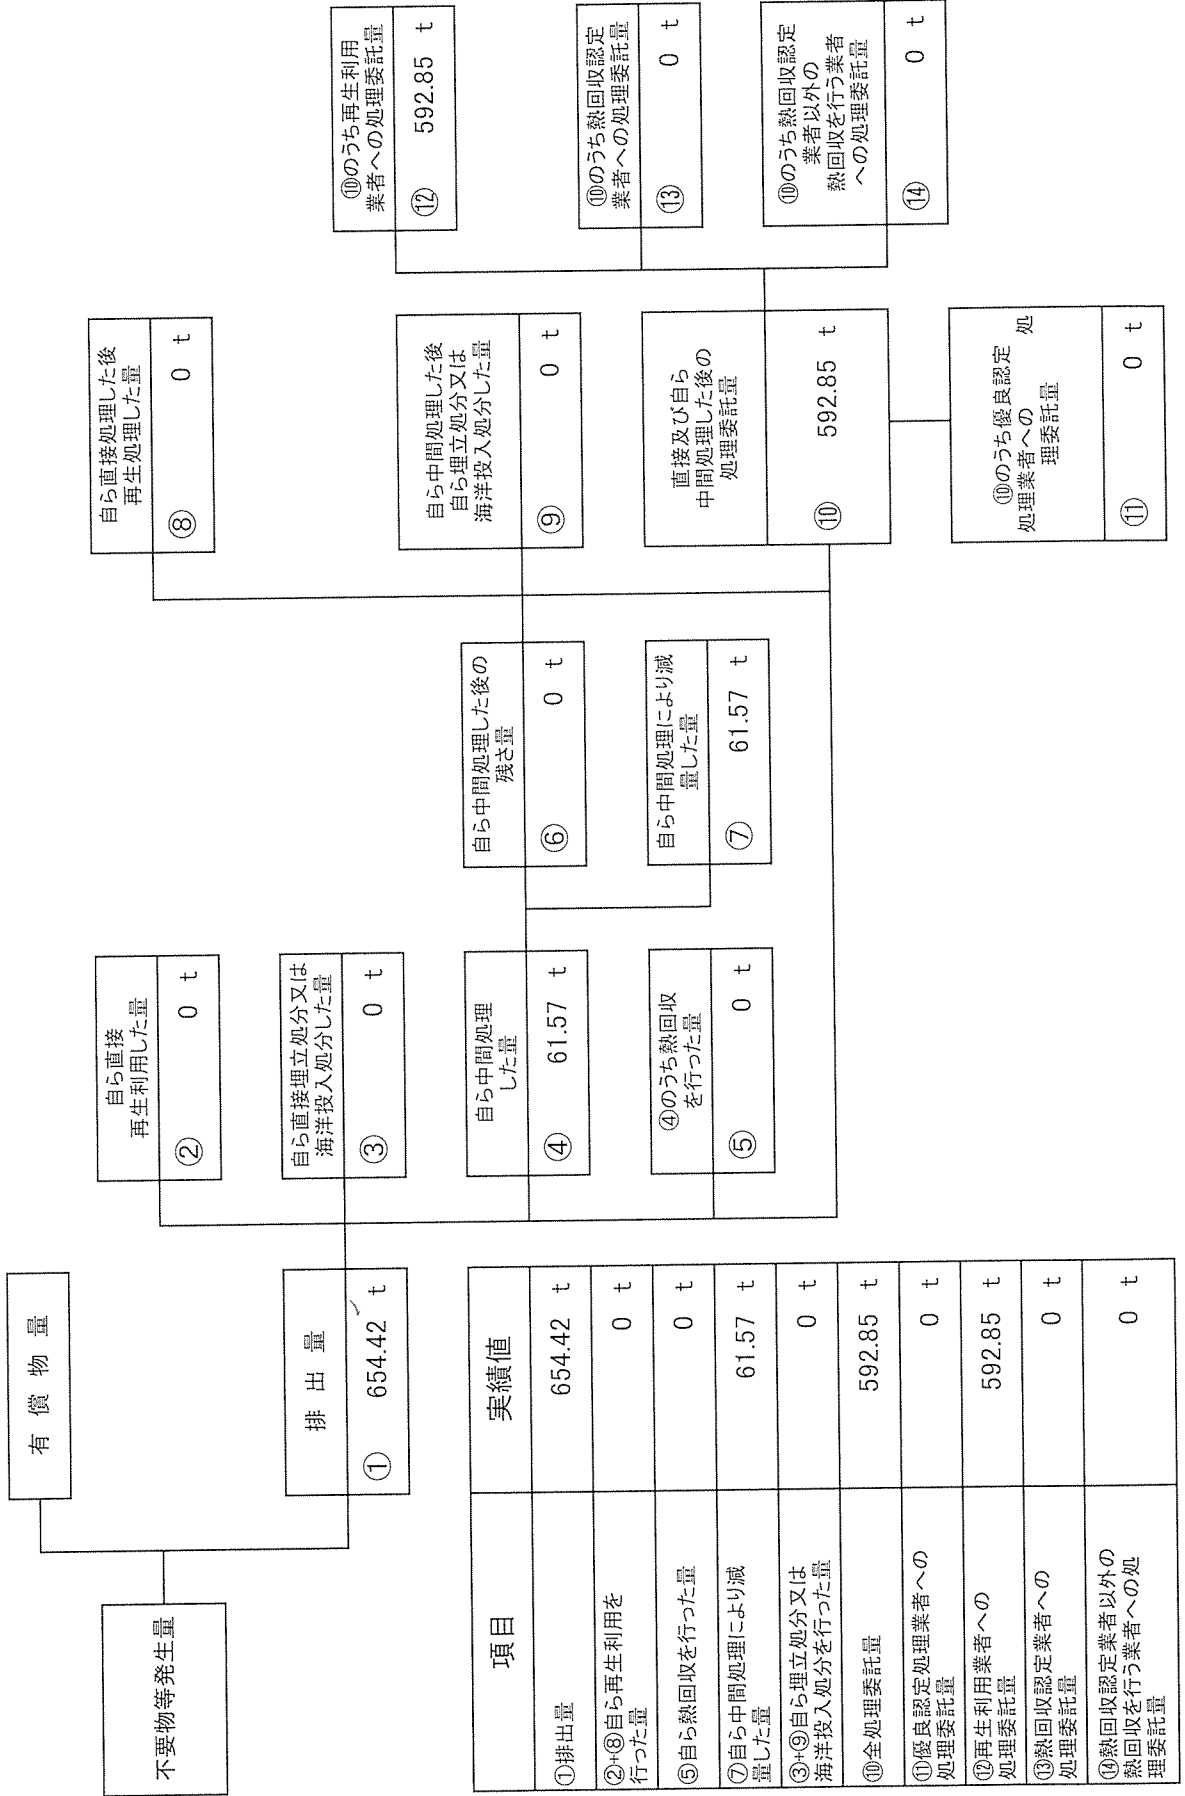 不要物等発生量
有 償 物 量
排 出 量
① 654.42 t
自ら直接
再生利用した量
② 0 t
自ら直接埋立処分又は
海洋投入処分した量
③ 0 t
自ら中間処理
した量
④ 61.57 t
④のうち熱回収
を行った量
⑤ 0 t
自ら中間処理した後の
残さ量
⑥ 0 t
自ら中間処理により減
量した量
⑦ 61.57 t
自ら直接処理した後
再生処理した量
⑧ 0 t
自ら中間処理した後
自ら埋立処分又は
海洋投入処分した量
⑨ 0 t
直接及び自ら
中間処理した後の
処理委託量
⑩ 592.85 t
⑩のうち優良認定 処
処理業者への
理委託量
⑪ 0 t
⑩のうち再生利用
業者への処理委託量
⑫ 592.85 t
⑩のうち熱回収認定
業者への処理委託量
⑬ 0 t
⑩のうち熱回収認定
業者以外の
熱回収を行う業者
への処理委託量
⑭ 0 t
項目 実績値
①排出量 654.42 t
②+⑧自ら再生利用を
行った量 0 t
⑤自ら熱回収を行った量 0 t
⑦自ら中間処理により減
量した量 61.57 t
③+⑨自ら埋立処分又は
海洋投入処分を行った量 0 t
⑩全処理委託量 592.85 t
⑪優良認定処理業者への
処理委託量 0 t
⑫再生利用業者への
処理委託量 592.85 t
⑬熱回収認定業者への
処理委託量 0 t
⑭熱回収認定業者以外の
熱回収を行う業者への処
理委託量 0 t